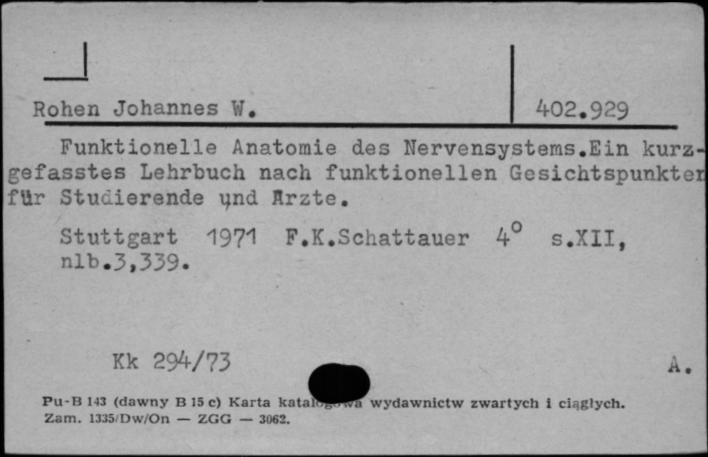 Rohen Johannes W. 402.929
Funktionelle Anatomie des Nervensystems.Ein kurz-
gefasstes Lehrbuch nach funktionellen Gesichtspunkten
für Studierende und Ärzte.
Stuttgart 1971 F.K.Schattauer 4° s.XII,
nlb.3,339.
Kk 294/73 A.
Pu-B 143 (dawny B 15 c) Karta katalogowa wydawnictw zwartych i ciągłych.
Zam. 1335/Dw/On — ZGG — 3062.